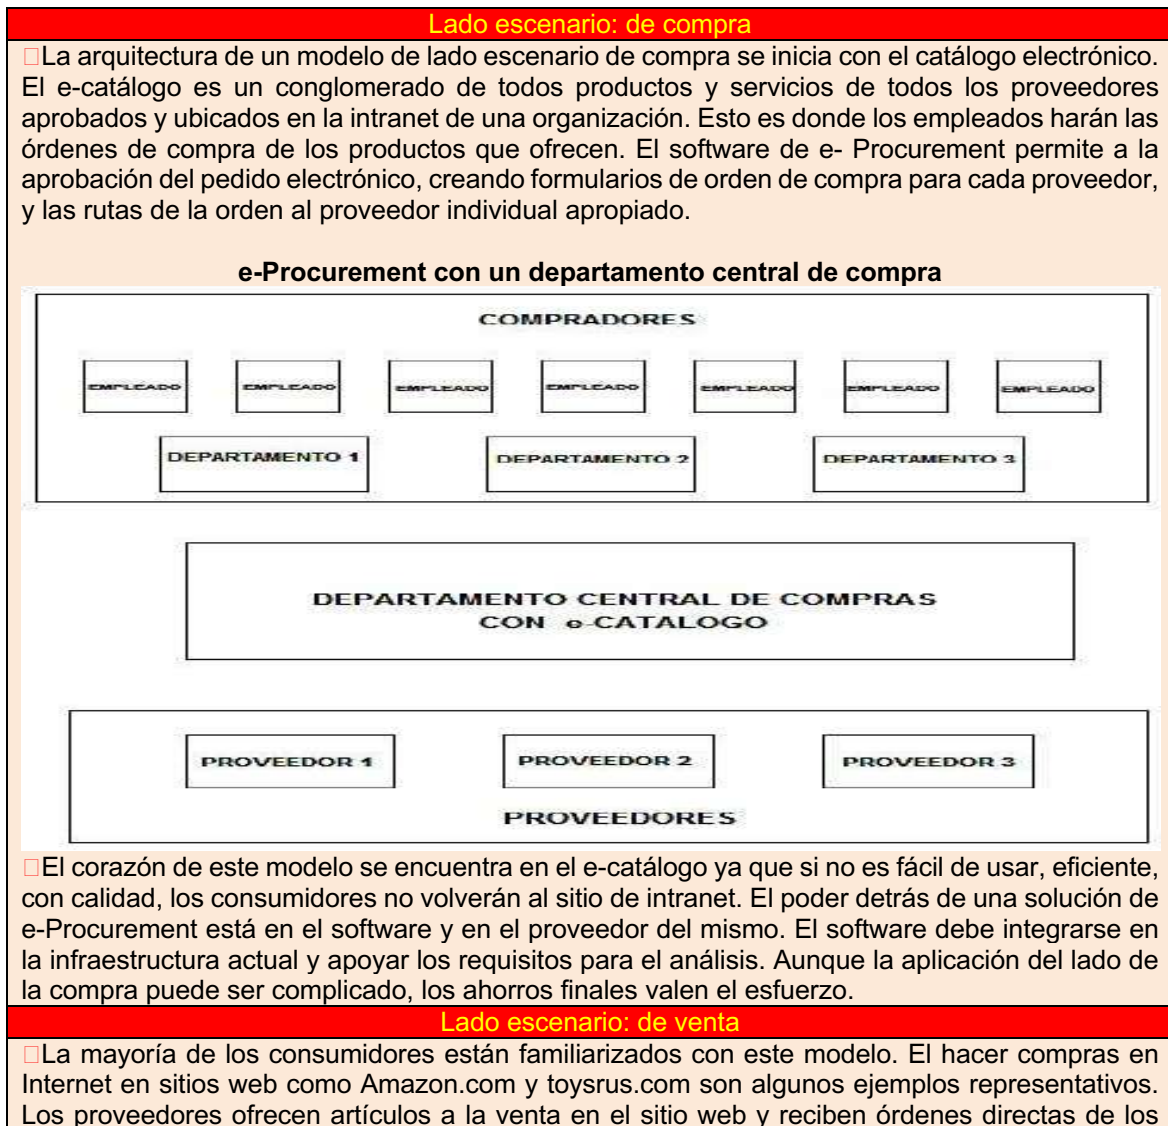 Lado escenario: de compra
La arquitectura de un modelo de lado escenario de compra se inicia con el catálogo electrónico.
El e-catálogo es un conglomerado de todos productos y servicios de todos los proveedores
aprobados y ubicados en la intranet de una organización. Esto es donde los empleados harán las
órdenes de compra de los productos que ofrecen. El software de e- Procurement permite a la
aprobación del pedido electrónico, creando formularios de orden de compra para cada proveedor,
y las rutas de la orden al proveedor individual apropiado.
e-Procurement con un departamento central de compra
COMPRADORES
EMPLEADO EMPLEADO EMPLEADO EMPLEADO EMPLEADO EMPLEADO EMPLEADO
DEPARTAMENTO 1 DEPARTAMENTO 2 DEPARTAMENTO 3
DEPARTAMENTO CENTRAL DE COMPRAS
CON e-CATALOGO
PROVEEDOR 1 PROVEEDOR 2 PROVEEDOR 3
PROVEEDORES
El corazón de este modelo se encuentra en el e-catálogo ya que si no es fácil de usar, eficiente,
con calidad, los consumidores no volverán al sitio de intranet. El poder detrás de una solución de
e-Procurement está en el software y en el proveedor del mismo. El software debe integrarse en
la infraestructura actual y apoyar los requisitos para el análisis. Aunque la aplicación del lado de
la compra puede ser complicado, los ahorros finales valen el esfuerzo.
Lado escenario: de venta
La mayoría de los consumidores están familiarizados con este modelo. El hacer compras en
Internet en sitios web como Amazon.com y toysrus.com son algunos ejemplos representativos.
Los proveedores ofrecen artículos a la venta en el sitio web y reciben órdenes directas de los